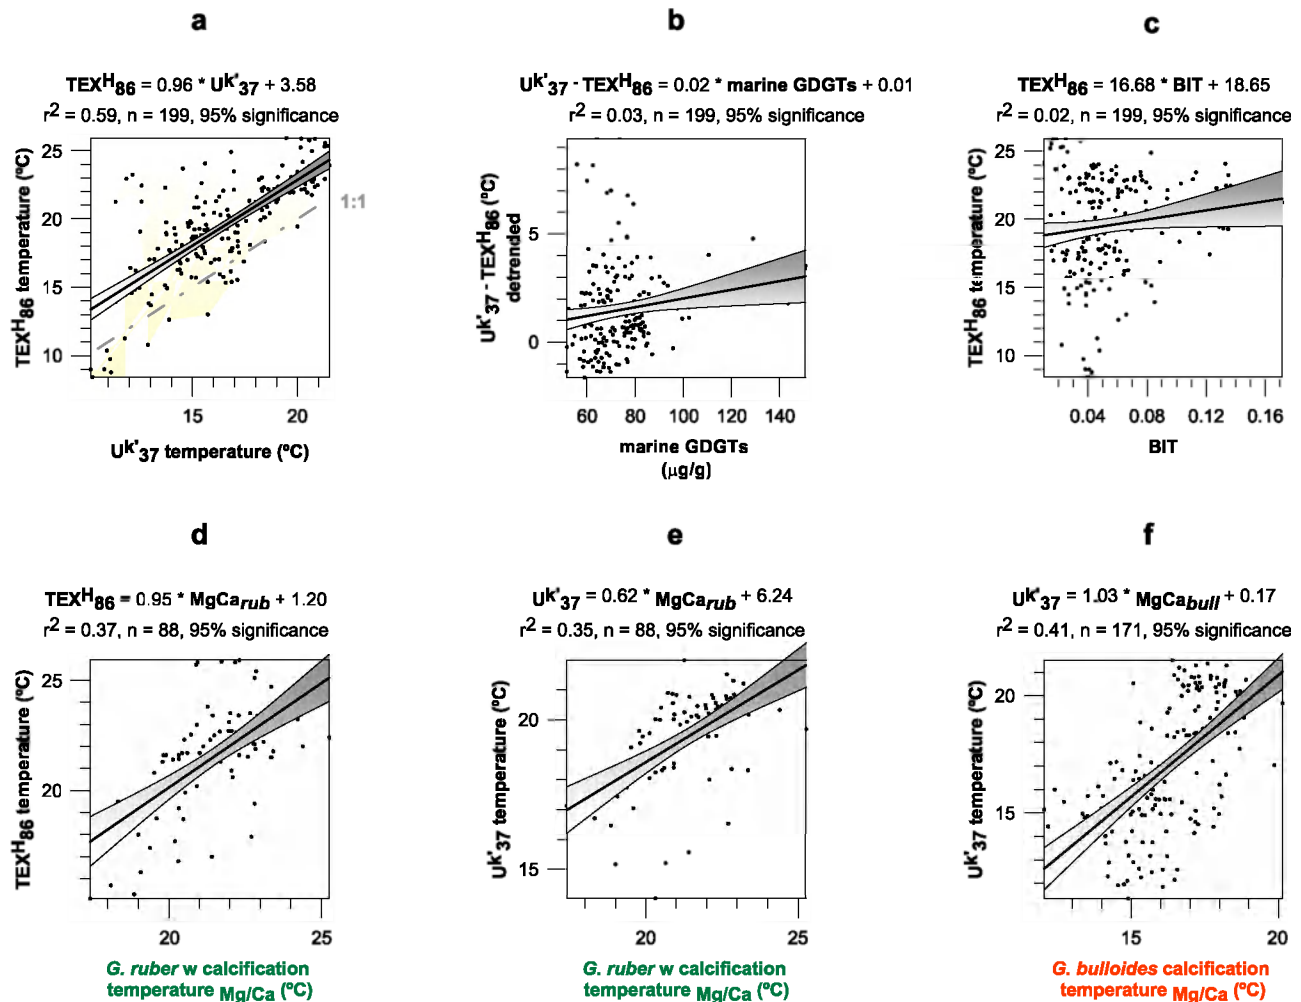 a
TEXH86 = 0.96 * Uk'37 + 3.58
r2 = 0.59, n = 199, 95% significance
TEXH86 temperature (ºC)
25
20
15
10
1:1
15
20
Uk'37 temperature (ºC)
b
Uk'37 - TEXH86 = 0.02 * marine GDGTs + 0.01
r2 = 0.03, n = 199, 95% significance
Uk'37 - TEXH86 (ºC)
detrended
5
0
60 80 100 120 140
marine GDGTs
(µg/g)
c
TEXH86 = 16.68 * BIT + 18.65
r2 = 0.02, n = 199, 95% significance
TEXH86 temperature (ºC)
25
20
15
10
0.04 0.08 0.12 0.16
BIT
d
TEXH86 = 0.95 * MgCarub + 1.20
r2 = 0.37, n = 88, 95% significance
TEXH86 temperature (ºC)
25
20
20 25
G. ruber w calcification
temperature Mg/Ca (ºC)
e
Uk'37 = 0.62 * MgCarub + 6.24
r2 = 0.35, n = 88, 95% significance
Uk'37 temperature (ºC)
20
15
20 25
G. ruber w calcification
temperature Mg/Ca (ºC)
f
Uk'37 = 1.03 * MgCabull + 0.17
r2 = 0.41, n = 171, 95% significance
Uk'37 temperature (ºC)
20
15
15 20
G. bulloides calcification
temperature Mg/Ca (ºC)